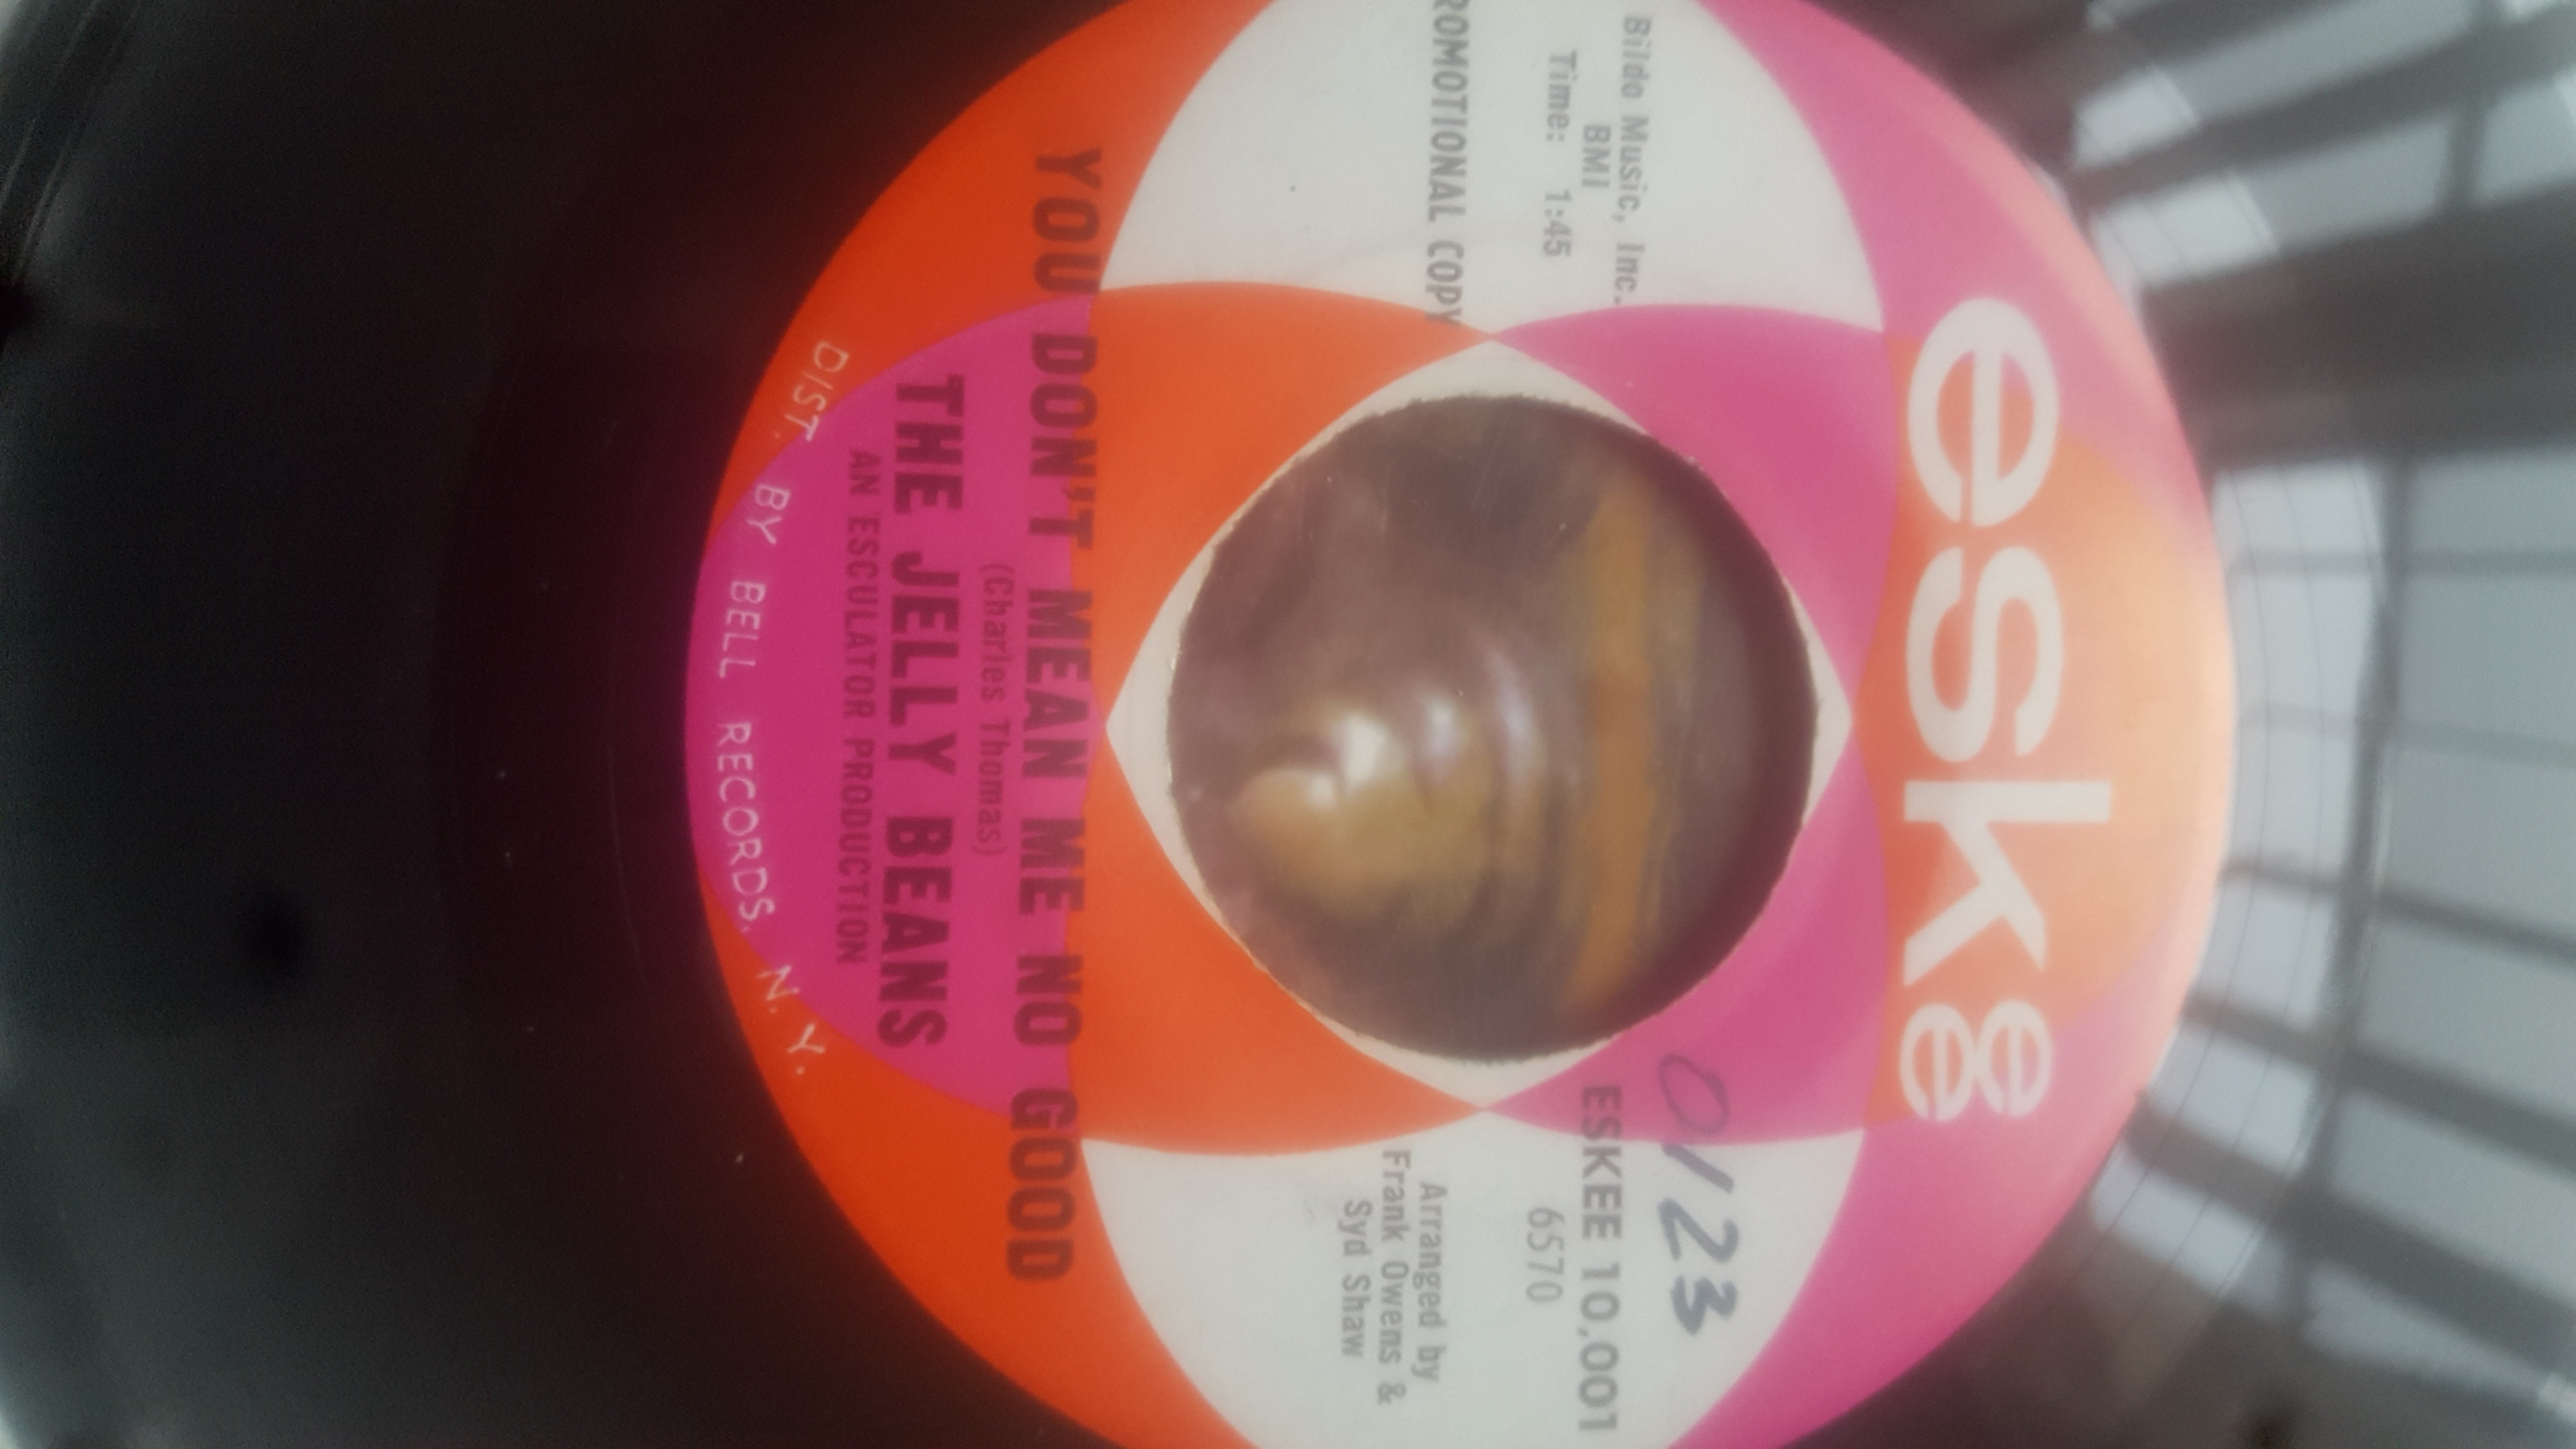 eskee
Bildo Music, Inc.
BMI
Time: 1:45
ROMOTIONAL COPY
0123
ESKEE 10,001
6570
Arranged by
Frank Owens &
Syd Shaw
YOU DON'T MEAN ME NO GOOD
(Charles Thomas)
THE JELLY BEANS
AN ESCULATOR PRODUCTION
DIST. BY BELL RECORDS, N.Y.